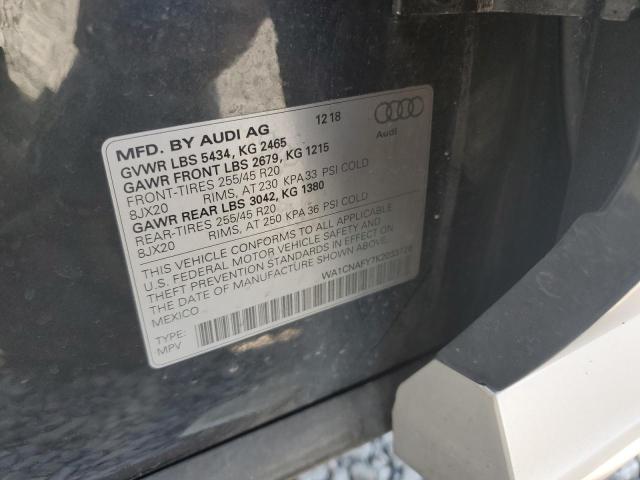 MFD. BY AUDI AG 12 18
GVWR LBS 5434, KG 2465
GAWR FRONT LBS 2679, KG 1215
FRONT-TIRES 255/45 R20
8JX20 RIMS, AT 230 KPA 33 PSI COLD
GAWR REAR LBS 3042, KG 1380
REAR-TIRES 255/45 R20
8JX20 RIMS, AT 250 KPA 36 PSI COLD
Audi
THIS VEHICLE CONFORMS TO ALL APPLICABLE
U.S. FEDERAL MOTOR VEHICLE SAFETY AND
THEFT PREVENTION STANDARDS IN EFFECT ON
THE DATE OF MANUFACTURE SHOWN ABOVE.
MEXICO
TYPE:
MPV